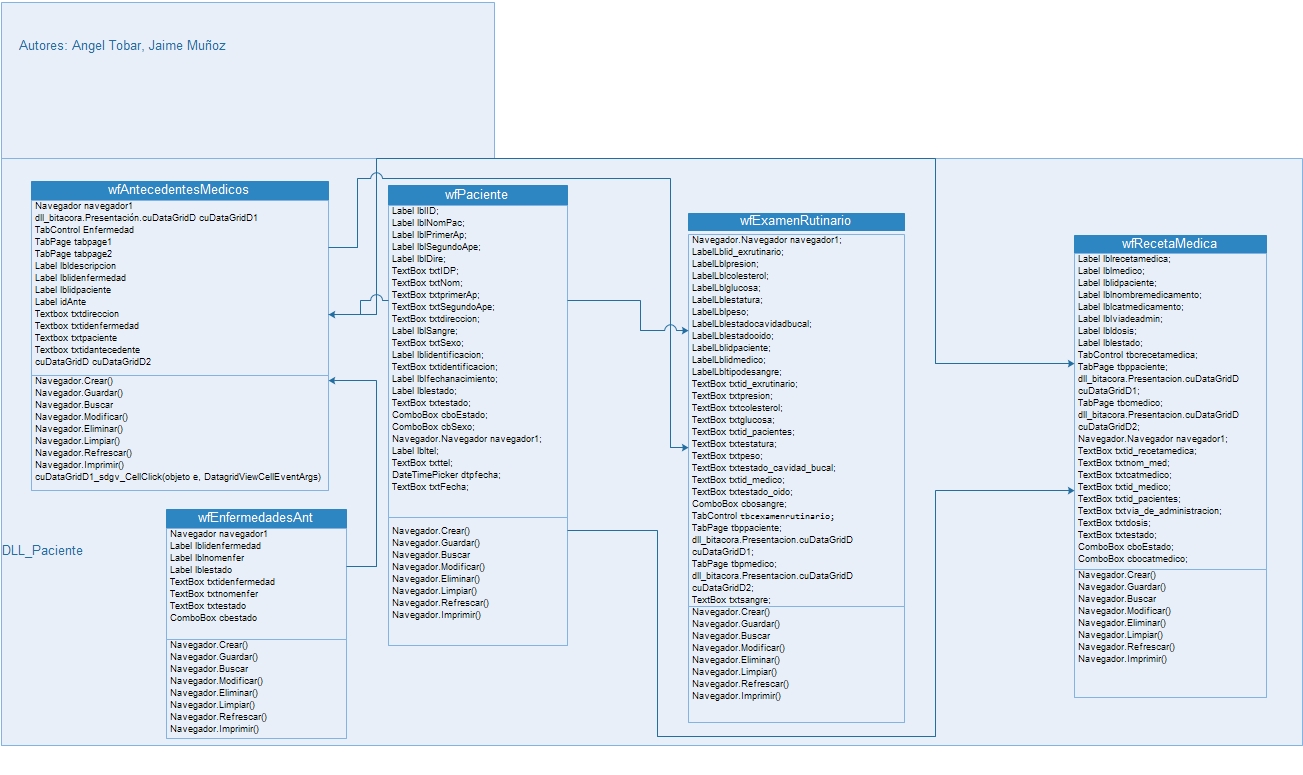 Autores: Angel Tobar, Jaime Muñoz
wfAntecedentesMedicos
Navegador navegador1
dll_bitacora.Presentación.cuDataGridD cuDataGridD1
TabControl Enfermedad
TabPage tabpage1
TabPage tabpage2
Label lbldescripcion
Label lblidenfermedad
Label lblidpaciente
Label idAnte
Textbox txtdireccion
Textbox txtidenfermedad
Textbox txtpaciente
Textbox txtidantecedente
cuDataGridD cuDataGridD2
Navegador.Crear()
Navegador.Guardar()
Navegador.Buscar
Navegador.Modificar()
Navegador.Eliminar()
Navegador.Limpiar()
Navegador.Refrescar()
Navegador.Imprimir()
cuDataGridD1_sdgv_CellClick(objeto e, DatagridViewCellEventArgs)
wfEnfermedadesAnt
Navegador navegador1
Label lblidenfermedad
Label lblnomenfer
Label lblestado
TextBox txtidenfermedad
TextBox txtnomenfer
TextBox txtestado
ComboBox cbestado
Navegador.Crear()
Navegador.Guardar()
Navegador.Buscar
Navegador.Modificar()
Navegador.Eliminar()
Navegador.Limpiar()
Navegador.Refrescar()
Navegador.Imprimir()
DLL_Paciente
wfPaciente
Label lblID;
Label lblNomPac;
Label lblPrimerAp;
Label lblSegundoApe;
Label lblDire;
TextBox txtIDP;
TextBox txtNom;
TextBox txtprimerAp;
TextBox txtSegundoApe;
TextBox txtdireccion;
Label lblSangre;
TextBox txtSexo;
Label lblidentificacion;
TextBox txtidentificacion;
Label lblfechanacimiento;
Label lblestado;
TextBox txtestado;
ComboBox cboEstado;
ComboBox cbSexo;
Navegador.Navegador navegador1;
Label lbltel;
TextBox txttel;
DateTimePicker dtpfecha;
TextBox txtFecha;
Navegador.Crear()
Navegador.Guardar()
Navegador.Buscar
Navegador.Modificar()
Navegador.Eliminar()
Navegador.Limpiar()
Navegador.Refrescar()
Navegador.Imprimir()
wfExamenRutinario
Navegador.Navegador navegador1;
LabelLblid_exrutinario;
LabelLblpresion;
LabelLblcolesterol;
LabelLblglucosa;
LabelLblestatura;
LabelLblpeso;
LabelLblestadocavidadbucal;
LabelLblestadooido;
LabelLblidpaciente;
LabelLblidmedico;
LabelLbltipodesangre;
TextBox txtid_exrutinario;
TextBox txtpresion;
TextBox txtcolesterol;
TextBox txtglucosa;
TextBox txtid_pacientes;
TextBox txtestatura;
TextBox txtpeso;
TextBox txtestado_cavidad_bucal;
TextBox txtid_medico;
TextBox txtestado_oido;
ComboBox cbosangre;
TabControl tbcexamenrutinario;
TabPage tbppaciente;
dll_bitacora.Presentacion.cuDataGridD
cuDataGridD1;
TabPage tbpmedico;
dll_bitacora.Presentacion.cuDataGridD
cuDataGridD2;
TextBox txtsangre;
Navegador.Crear()
Navegador.Guardar()
Navegador.Buscar
Navegador.Modificar()
Navegador.Eliminar()
Navegador.Limpiar()
Navegador.Refrescar()
Navegador.Imprimir()
wfRecetaMedica
Label lblrecetamedica;
Label lblmedico;
Label lblidpaciente;
Label lblnombremedicamento;
Label lblcatmedicamento;
Label lblviadeadmin;
Label lbldosis;
Label lblestado;
TabControl tbcrecetamedica;
TabPage tbppaciente;
dll_bitacora.Presentacion.cuDataGridD
cuDataGridD1;
TabPage tbcmedico;
dll_bitacora.Presentacion.cuDataGridD
cuDataGridD2;
Navegador.Navegador navegador1;
TextBox txtid_recetamedica;
TextBox txtnom_med;
TextBox txtcatmedico;
TextBox txtid_medico;
TextBox txtid_pacientes;
TextBox txtvia_de_administracion;
TextBox txtdosis;
TextBox txtestado;
ComboBox cboEstado;
ComboBox cbocatmedico;
Navegador.Crear()
Navegador.Guardar()
Navegador.Buscar
Navegador.Modificar()
Navegador.Eliminar()
Navegador.Limpiar()
Navegador.Refrescar()
Navegador.Imprimir()